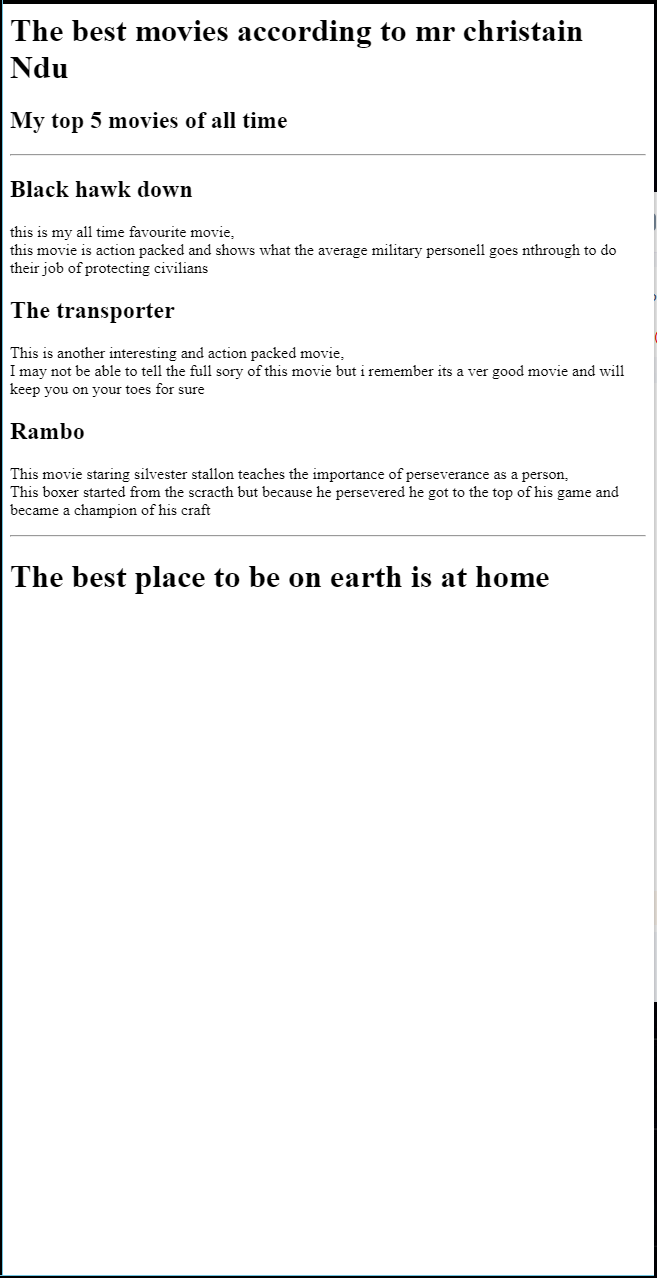 The best movies according to mr christain
Ndu
My top 5 movies of all time
Black hawk down
this is my all time favourite movie,
this movie is action packed and shows what the average military personell goes nthrough to do
their job of protecting civilians
The transporter
This is another interesting and action packed movie,
I may not be able to tell the full sory of this movie but i remember its a ver good movie and will
keep you on your toes for sure
Rambo
This movie staring silvester stallon teaches the importance of perseverance as a person,
This boxer started from the scracth but because he persevered he got to the top of his game and
became a champion of his craft
The best place to be on earth is at home